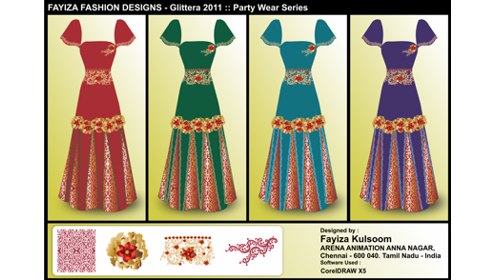 FAYIZA FASHION DESIGNS - Glittera 2011 :: Party Wear Series
Designed by :
Fayiza Kulsoom
ARENA ANIMATION ANNA NAGAR,
Chennai - 600 040. Tamil Nadu - India
Software Used :
CorelDRAW X5